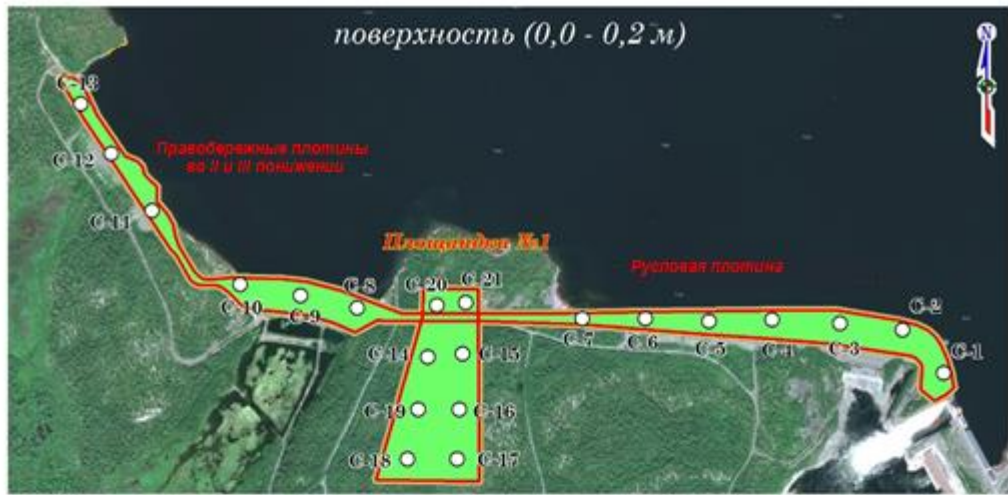 поверхность (0,0 - 0,2 м)
N
С-13
С-12
Правобережные плотины
во II и III понижении
С-11
Площадка №1
Русловая плотина
С-10
С-9
С-8
С-20
С-21
С-7
С-6
С-5
С-4
С-3
С-2
С-1
С-14
С-15
С-19
С-16
С-18
С-17